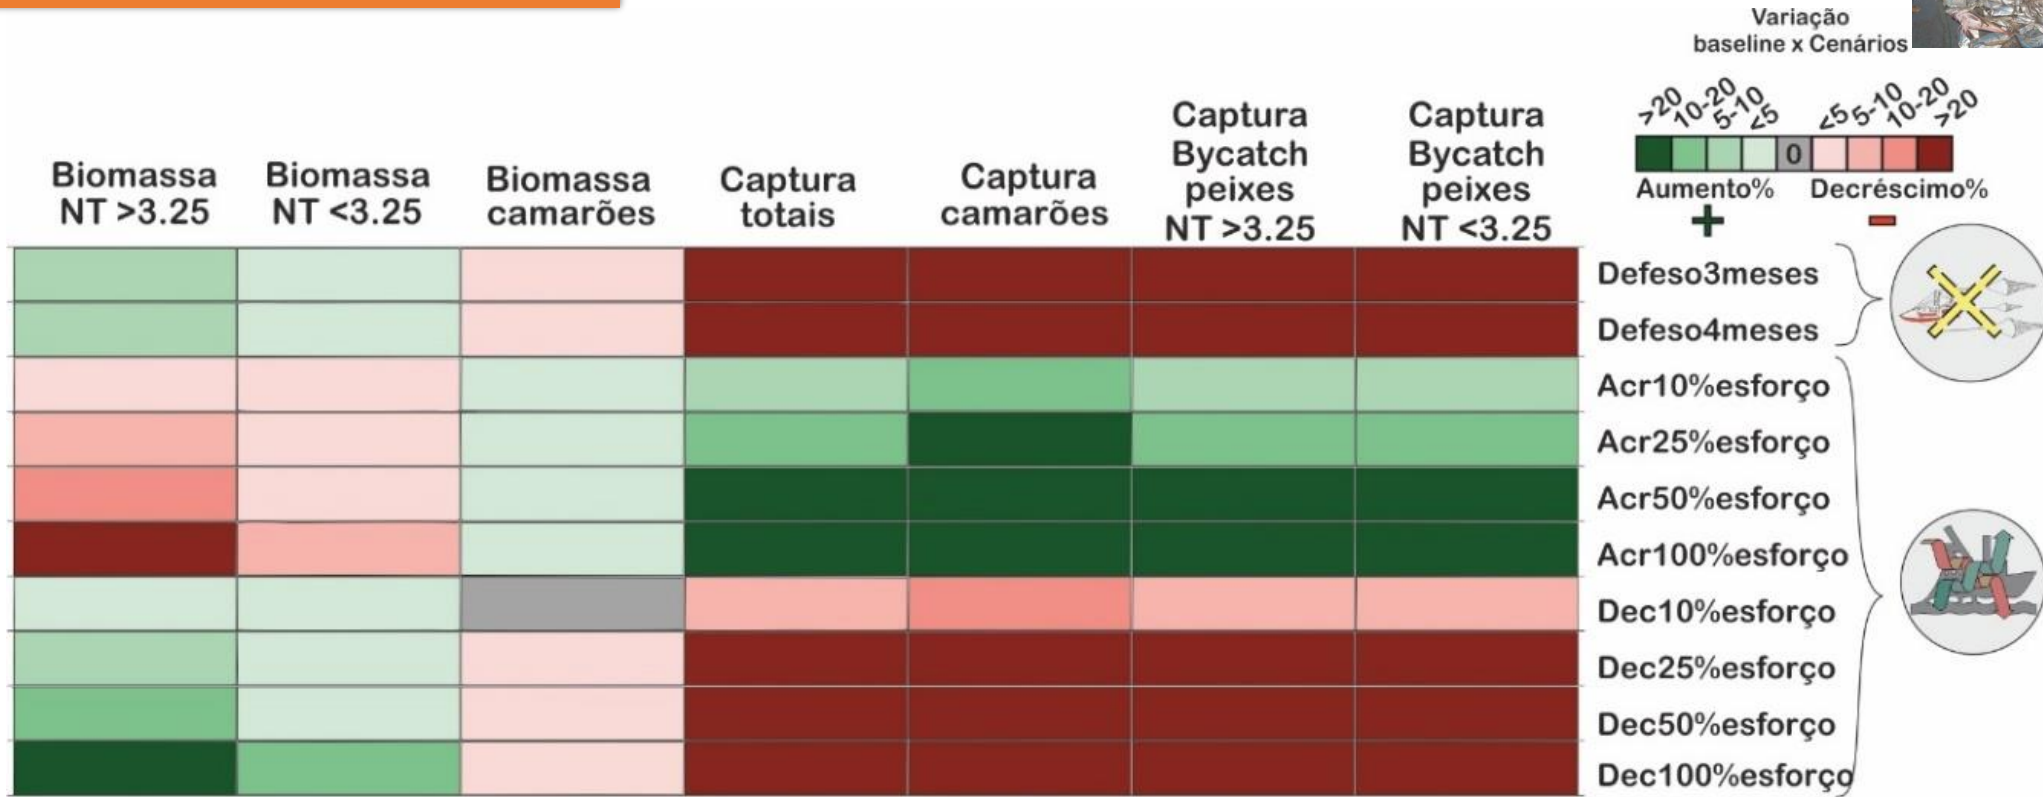 Variação
baseline x Cenários
>20
10-20
5-10
<5
0
<5
5-10
10-20
>20
Aumento%
Decréscimo%
+
-
Biomassa
NT >3.25
Biomassa
NT <3.25
Biomassa
camarões
Captura
totais
Captura
camarões
Captura
Bycatch
peixes
NT >3.25
Captura
Bycatch
peixes
NT <3.25
Defeso3meses
Defeso4meses
Acr10%esforço
Acr25%esforço
Acr50%esforço
Acr100%esforço
Dec10%esforço
Dec25%esforço
Dec50%esforço
Dec100%esforço